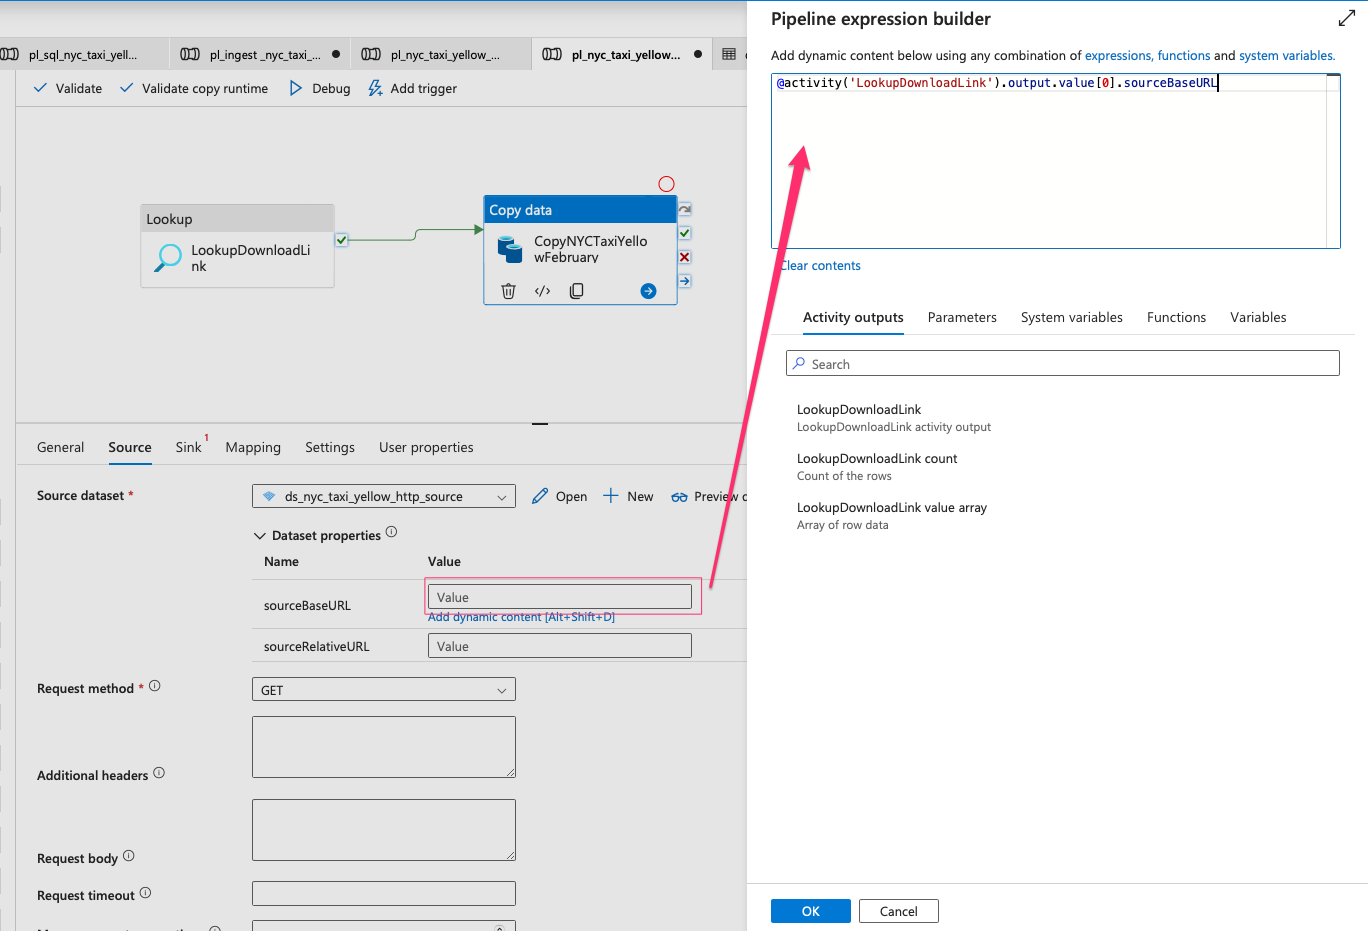 pl_sql_nyc_taxi_yell...
pl_ingest _nyc_taxi_...
pl_nyc_taxi_yellow_...
pl_nyc_taxi_yellow...
Validate
Validate copy runtime
Debug
Add trigger
Lookup
LookupDownloadLi
nk
Copy data
CopyNYCTaxiYello
wFebruary
General
Source
Sink 1
Mapping
Settings
User properties
Source dataset *
ds_nyc_taxi_yellow_http_source
Open
New
Preview d
Dataset properties
Name
Value
sourceBaseURL
Value
Add dynamic content [Alt+Shift+D]
sourceRelativeURL
Value
Request method *
GET
Additional headers
Request body
Request timeout
Pipeline expression builder
Add dynamic content below using any combination of expressions, functions and system variables.
@activity('LookupDownloadLink').output.value[0].sourceBaseURL
Clear contents
Activity outputs
Parameters
System variables
Functions
Variables
Search
LookupDownloadLink
LookupDownloadLink activity output
LookupDownloadLink count
Count of the rows
LookupDownloadLink value array
Array of row data
OK
Cancel